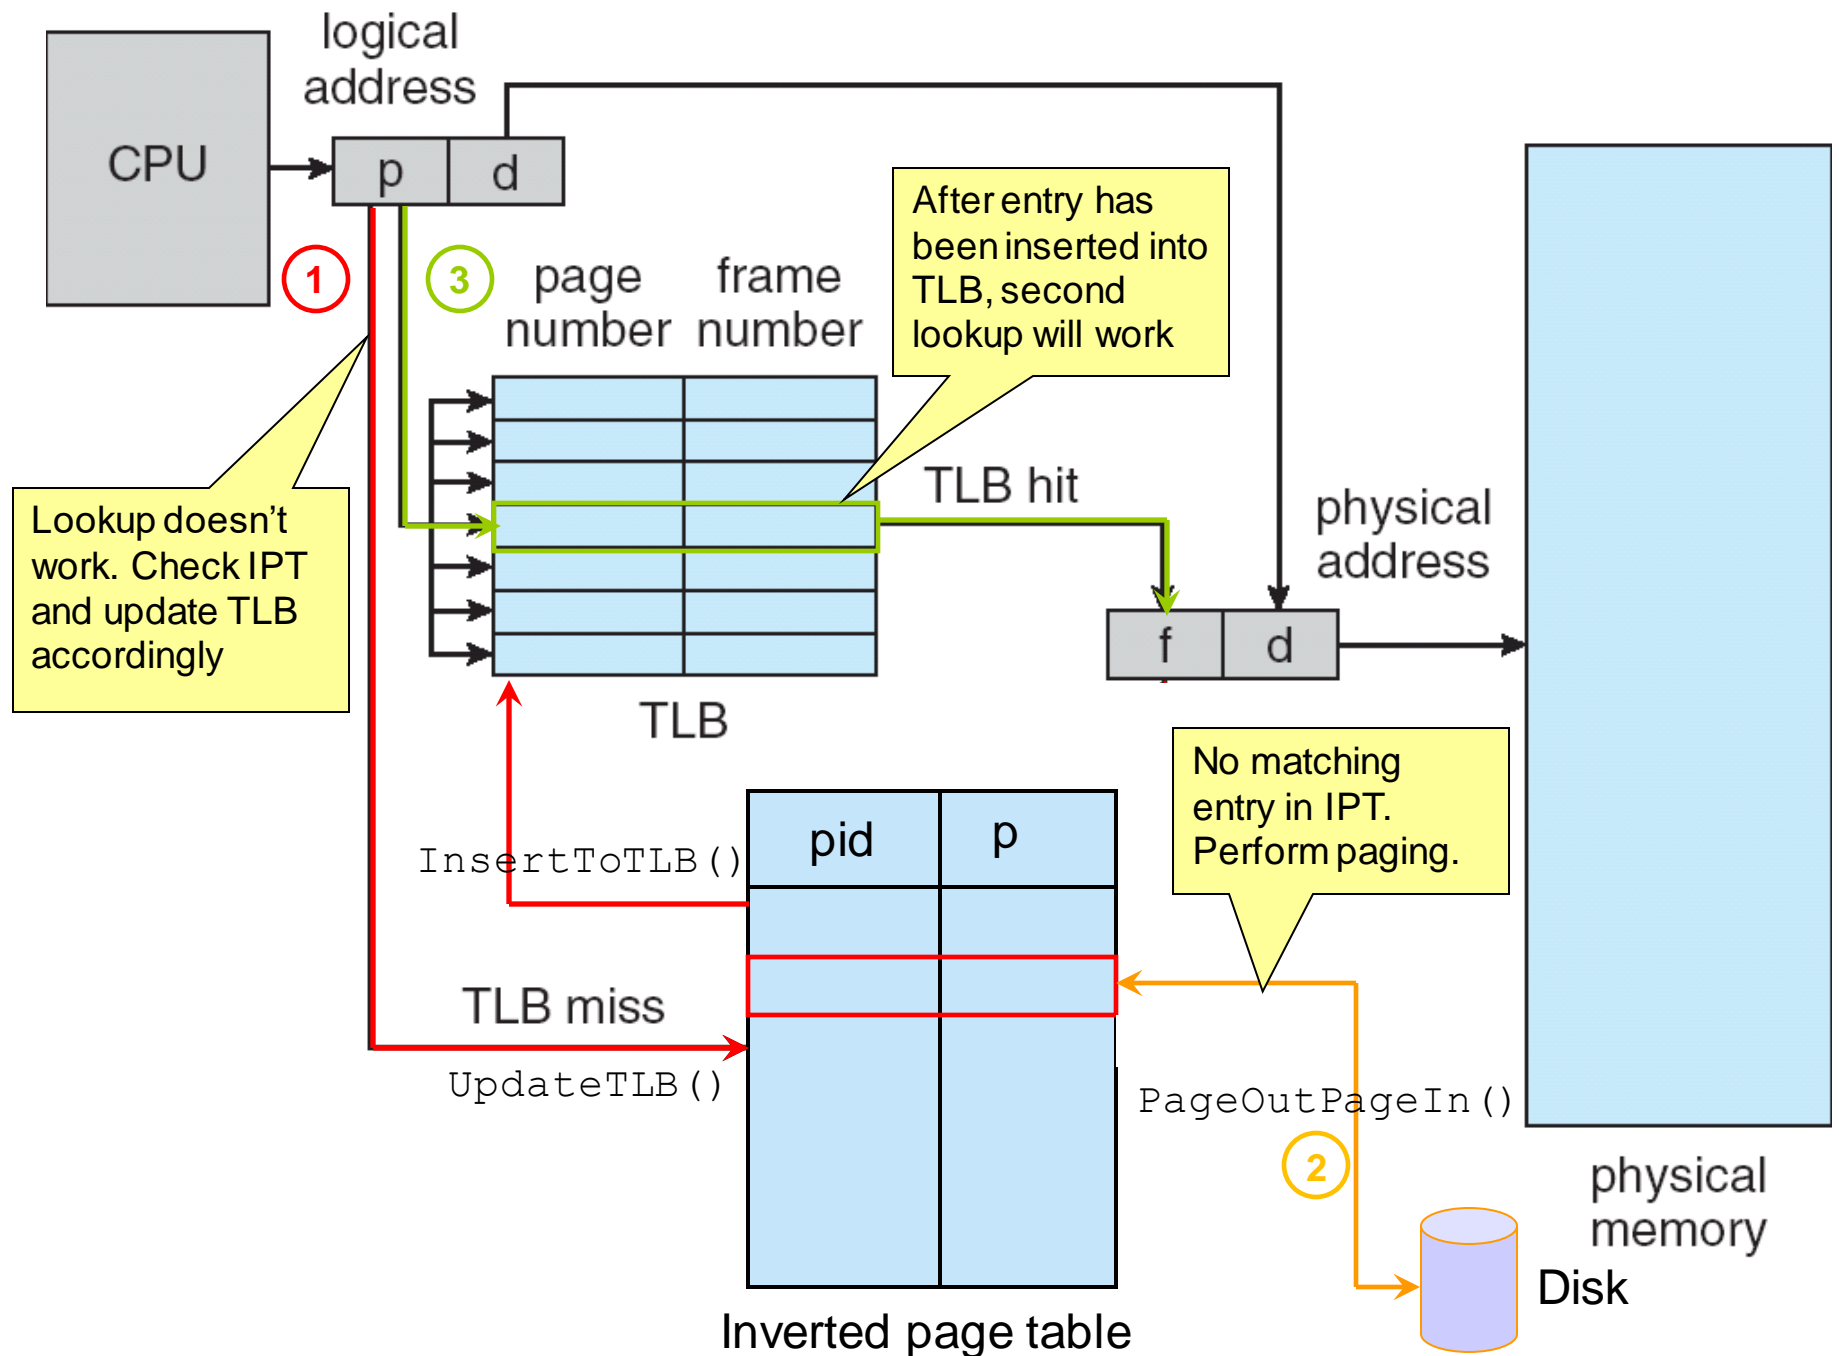 logical
address
CPU
p
d
1
3
After entry has
been inserted into
TLB, second
lookup will work
page
number
frame
number
TLB hit
physical
address
Lookup doesn't
work. Check IPT
and update TLB
accordingly
f
d
TLB
No matching
entry in IPT.
Perform paging.
pid
p
InsertToTLB()
TLB miss
UpdateTLB()
PageOutPageIn()
2
physical
memory
Disk
Inverted page table